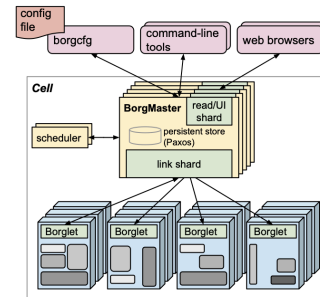 config
file
borgcfg
command-line
tools
web browsers
Cell
BorgMaster
read/UI
shard
persistent store
(Paxos)
scheduler
link shard
Borglet
Borglet
Borglet
Borglet